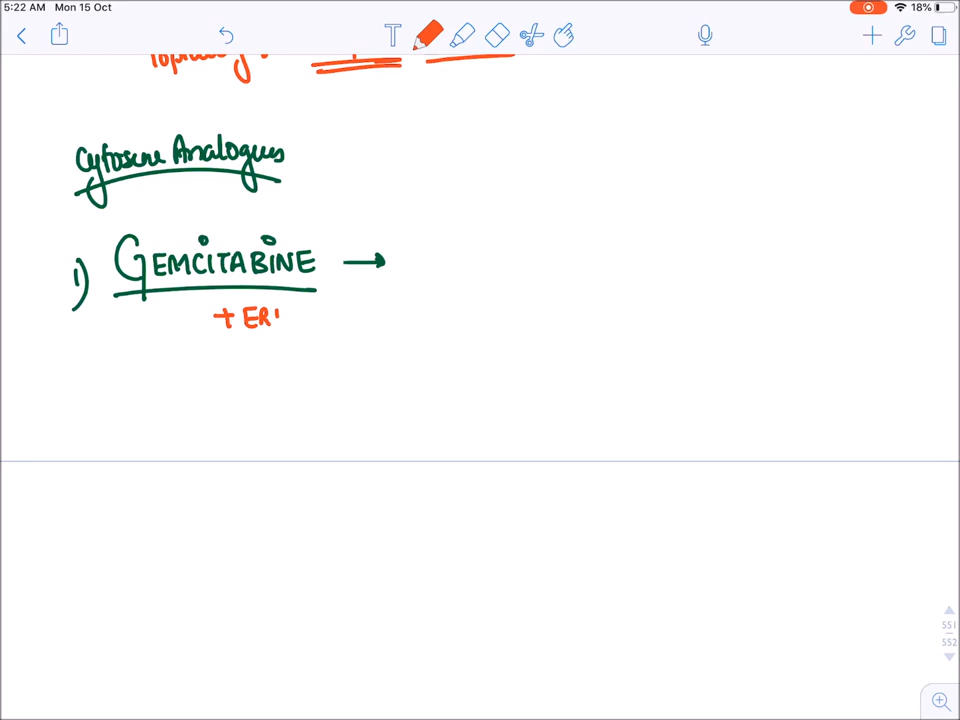 5:22 AM Mon 15 Oct 18%
T
Cytosine Analogues
1) GEMCITABINE →
+ ER
551
552